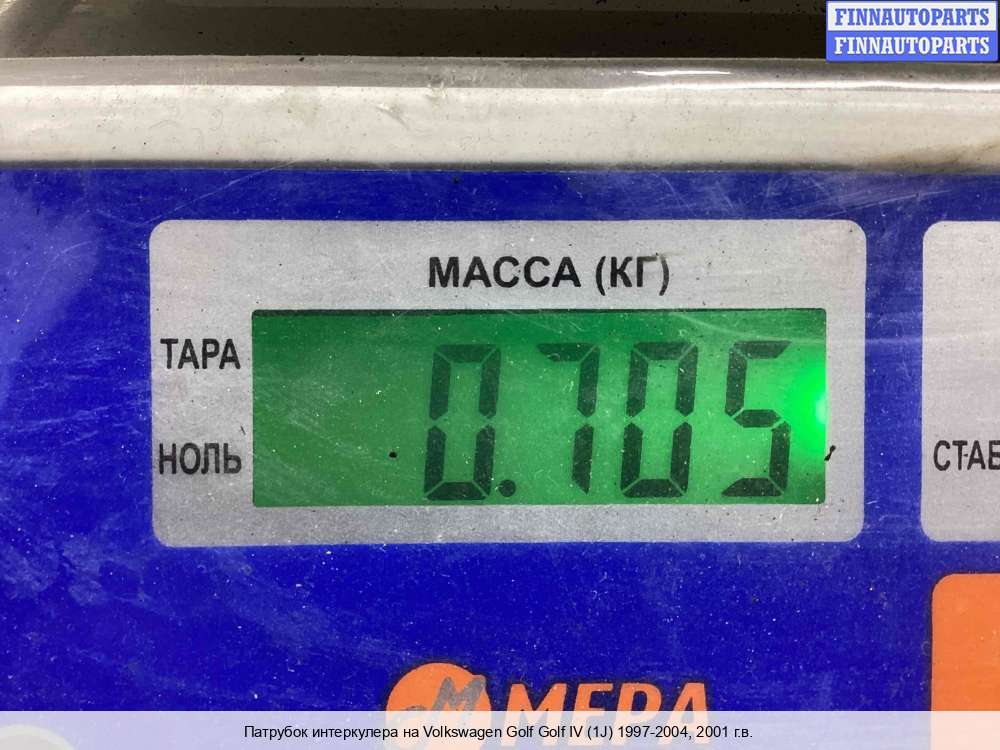 FINNAUTOPARTS
FINNAUTOPARTS
МАССА (КГ)
ТАРА
0.705
НОЛЬ
МЕРА
Патрубок интеркулера на Volkswagen Golf Golf IV (1J) 1997-2004, 2001 г.в.